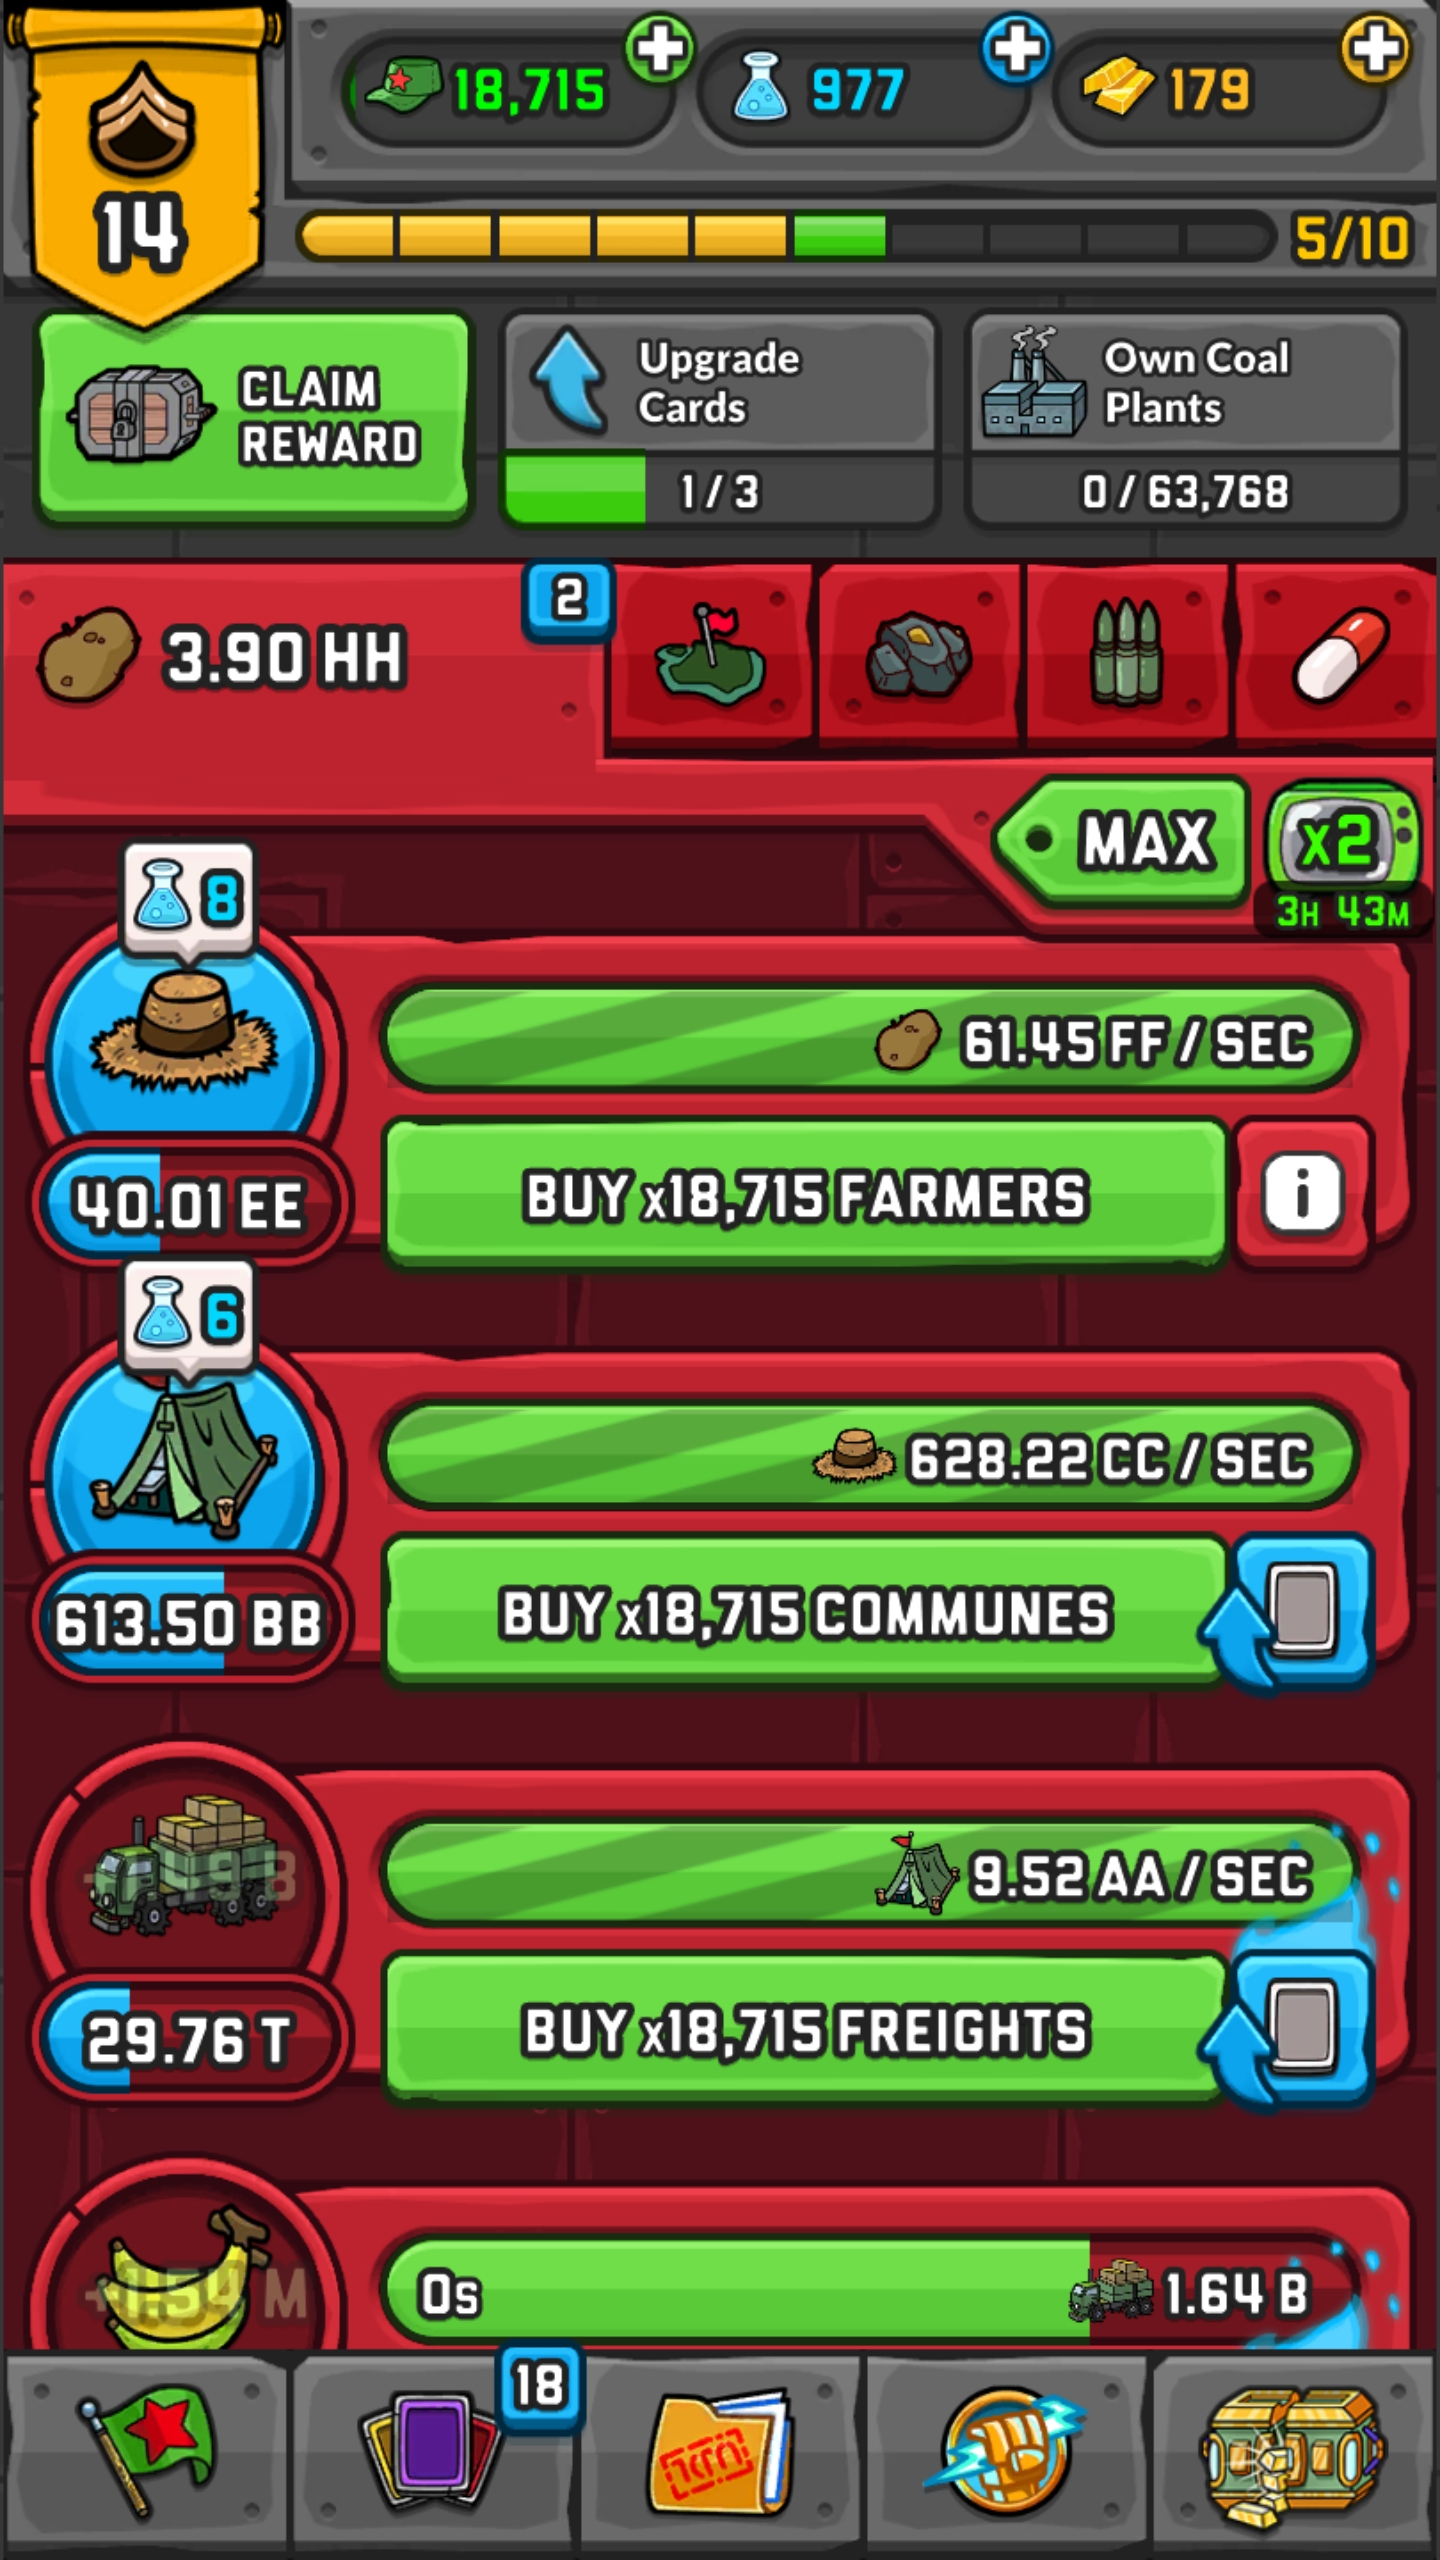 18,715
977
179
14
5/10
CLAIM
REWARD
Upgrade
Cards
1/3
Own Coal
Plants
0/63,768
3.90 HH
2
MAX
x2
3H 43M
8
61.45 FF / SEC
40.01 EE
BUY x18,715 FARMERS
i
6
628.22 CC / SEC
613.50 BB
BUY x18,715 COMMUNES
9.52 AA / SEC
29.76 T
BUY x18,715 FREIGHTS
+1.54 M
0s
1.64 B
18